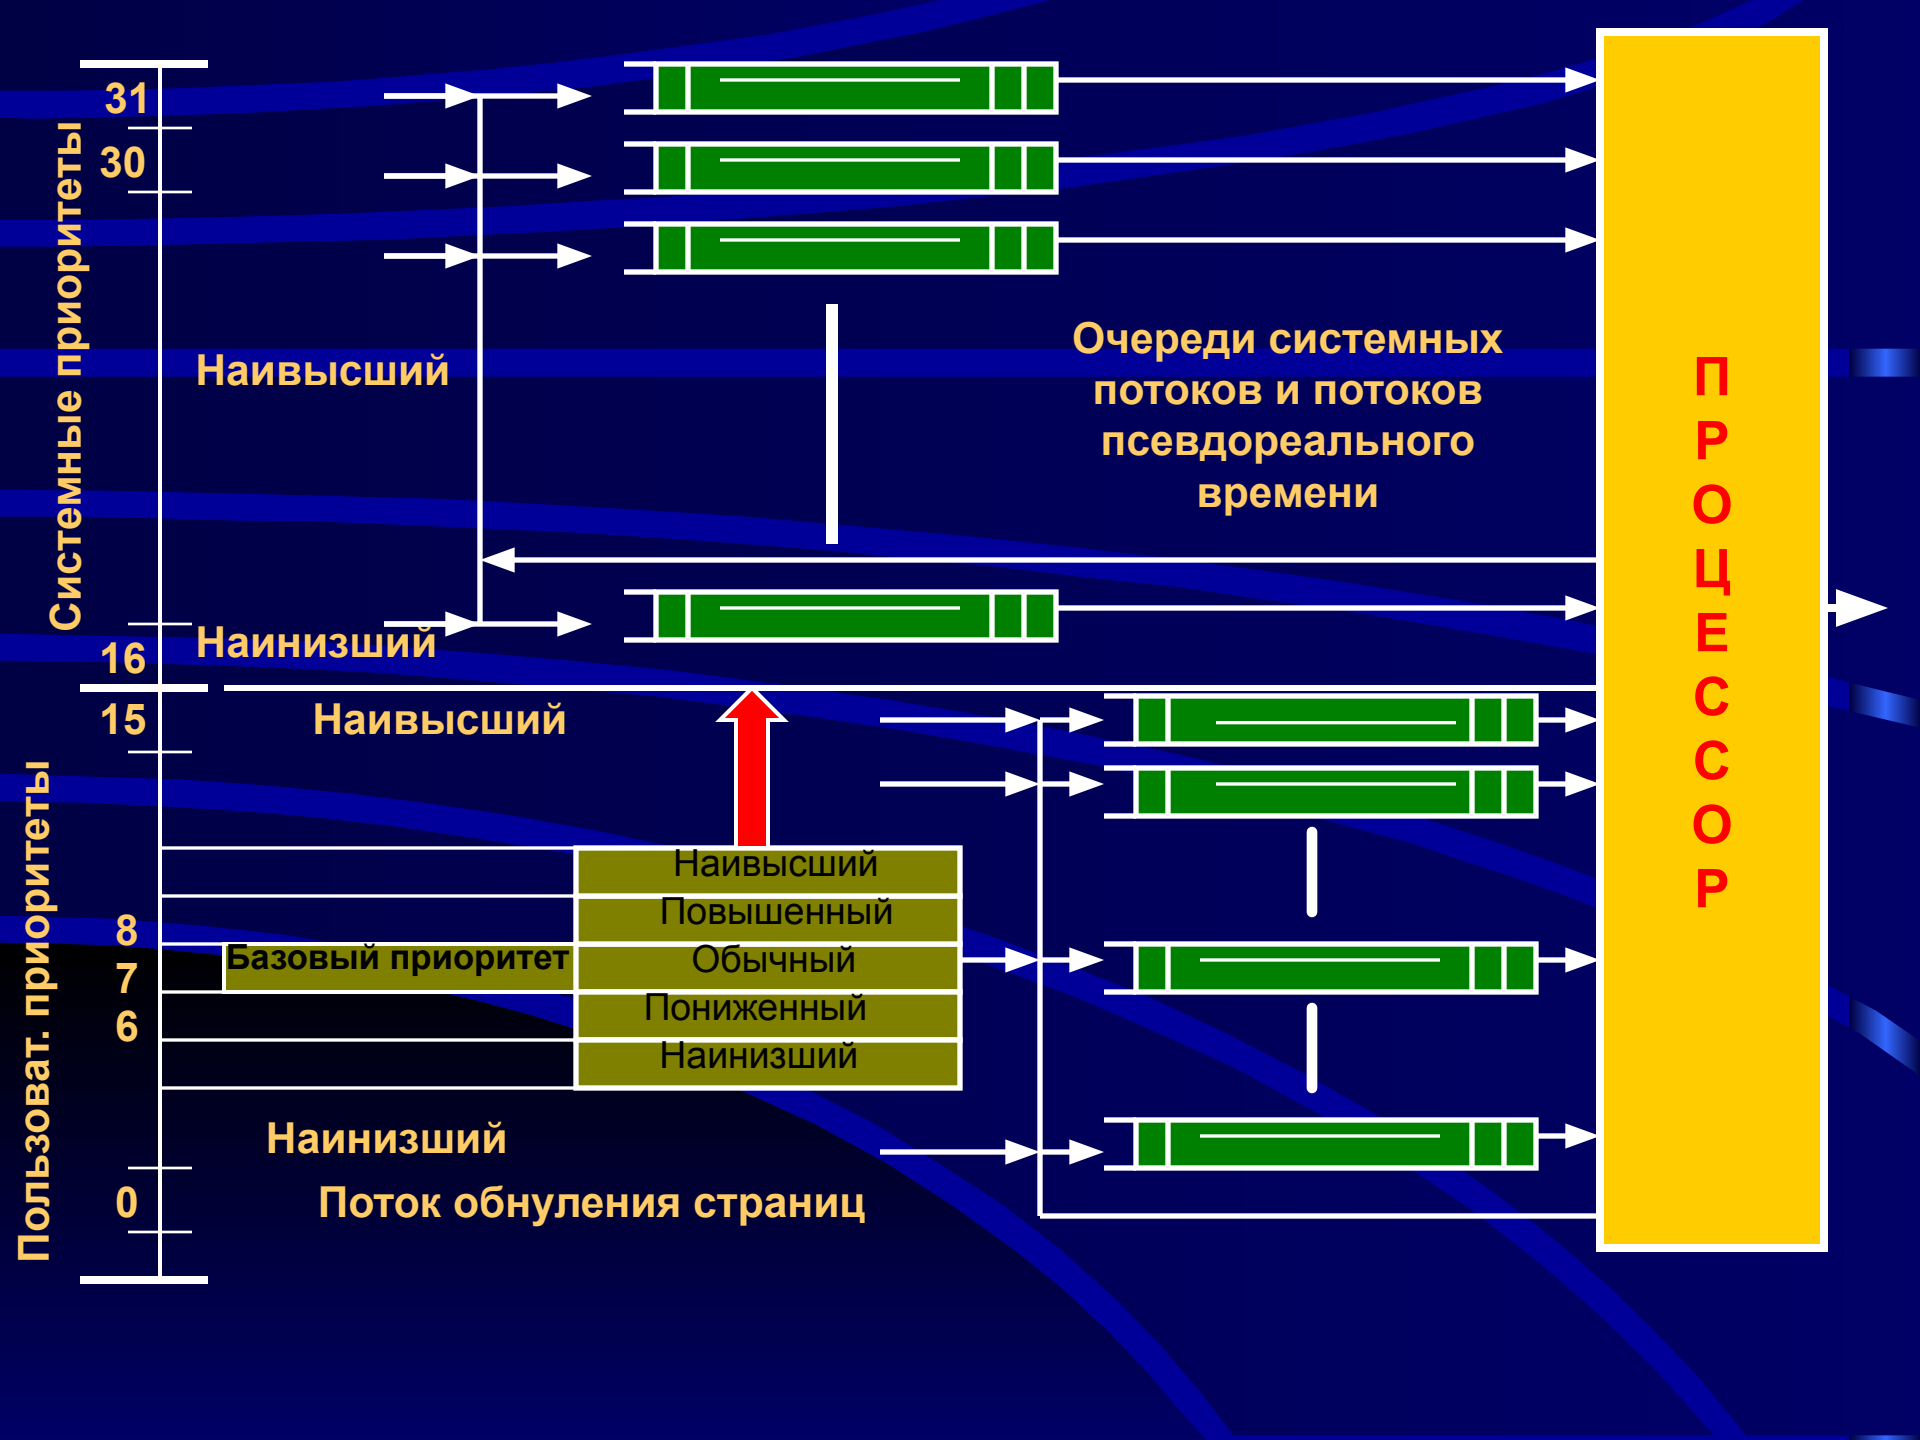 Системные приоритеты
31
30
Наивысший
Очереди системных
потоков и потоков
псевдореального
времени
16
Наинизший
15
Наивысший
Пользоват. приоритеты
Наивысший
Повышенный
8
Базовый приоритет
Обычный
7
Пониженный
6
Наинизший
Наинизший
0
Поток обнуления страниц
П
Р
О
Ц
Е
С
С
О
Р